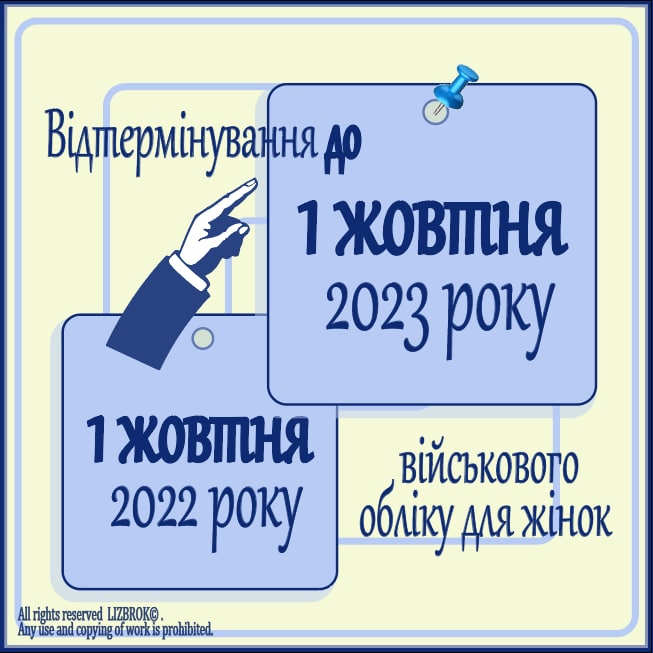 Відтермінування до
1 жовтня
2023 року
1 жовтня
2022 року
військового
обліку для жінок
All rights reserved LIZBROK© .
Any use and copying of work is prohibited.